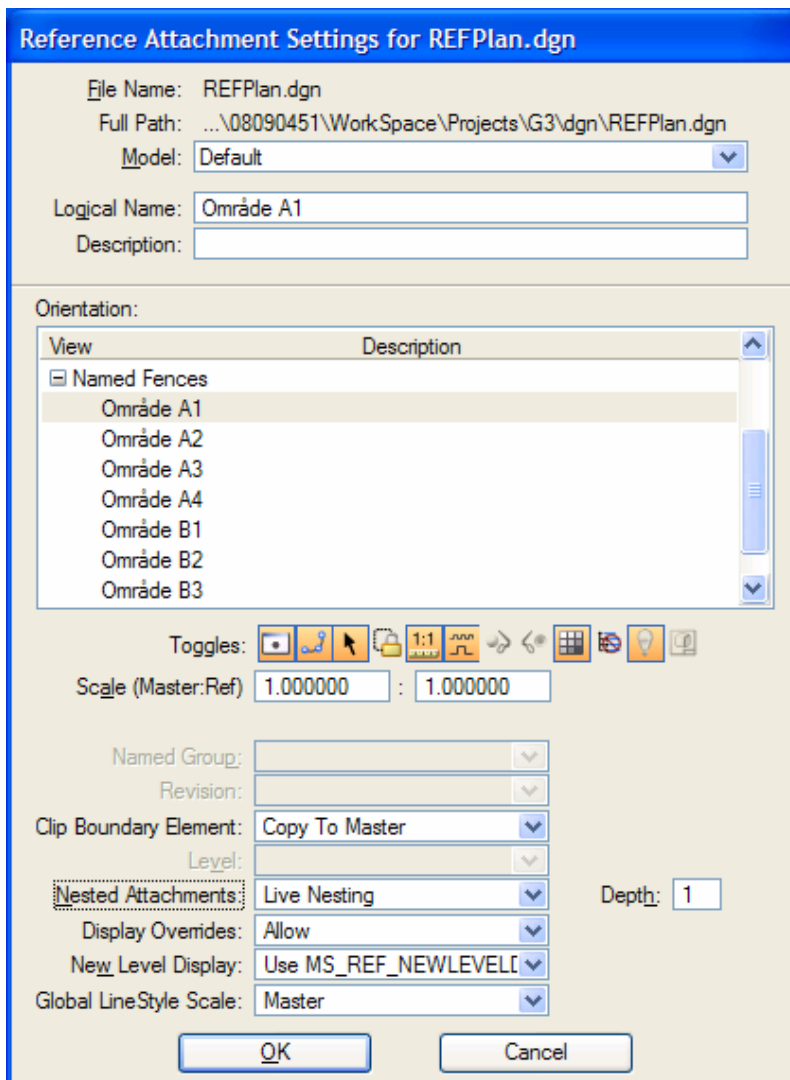 Reference Attachment Settings for REFPlan.dgn
File Name: REFPlan.dgn
Full Path: ...\08090451\WorkSpace\Projects\G3\dgn\REFPlan.dgn
Model: Default
Logical Name: Område A1
Description:
Orientation:
View Description
Named Fences
Område A1
Område A2
Område A3
Område A4
Område B1
Område B2
Område B3
Toggles: 1:1
Scale (Master:Ref) 1.000000 : 1.000000
Named Group:
Revision:
Clip Boundary Element: Copy To Master
Level:
Nested Attachments: Live Nesting Depth: 1
Display Overrides: Allow
New Level Display: Use MS_REF_NEWLEVELD
Global LineStyle Scale: Master
OK Cancel